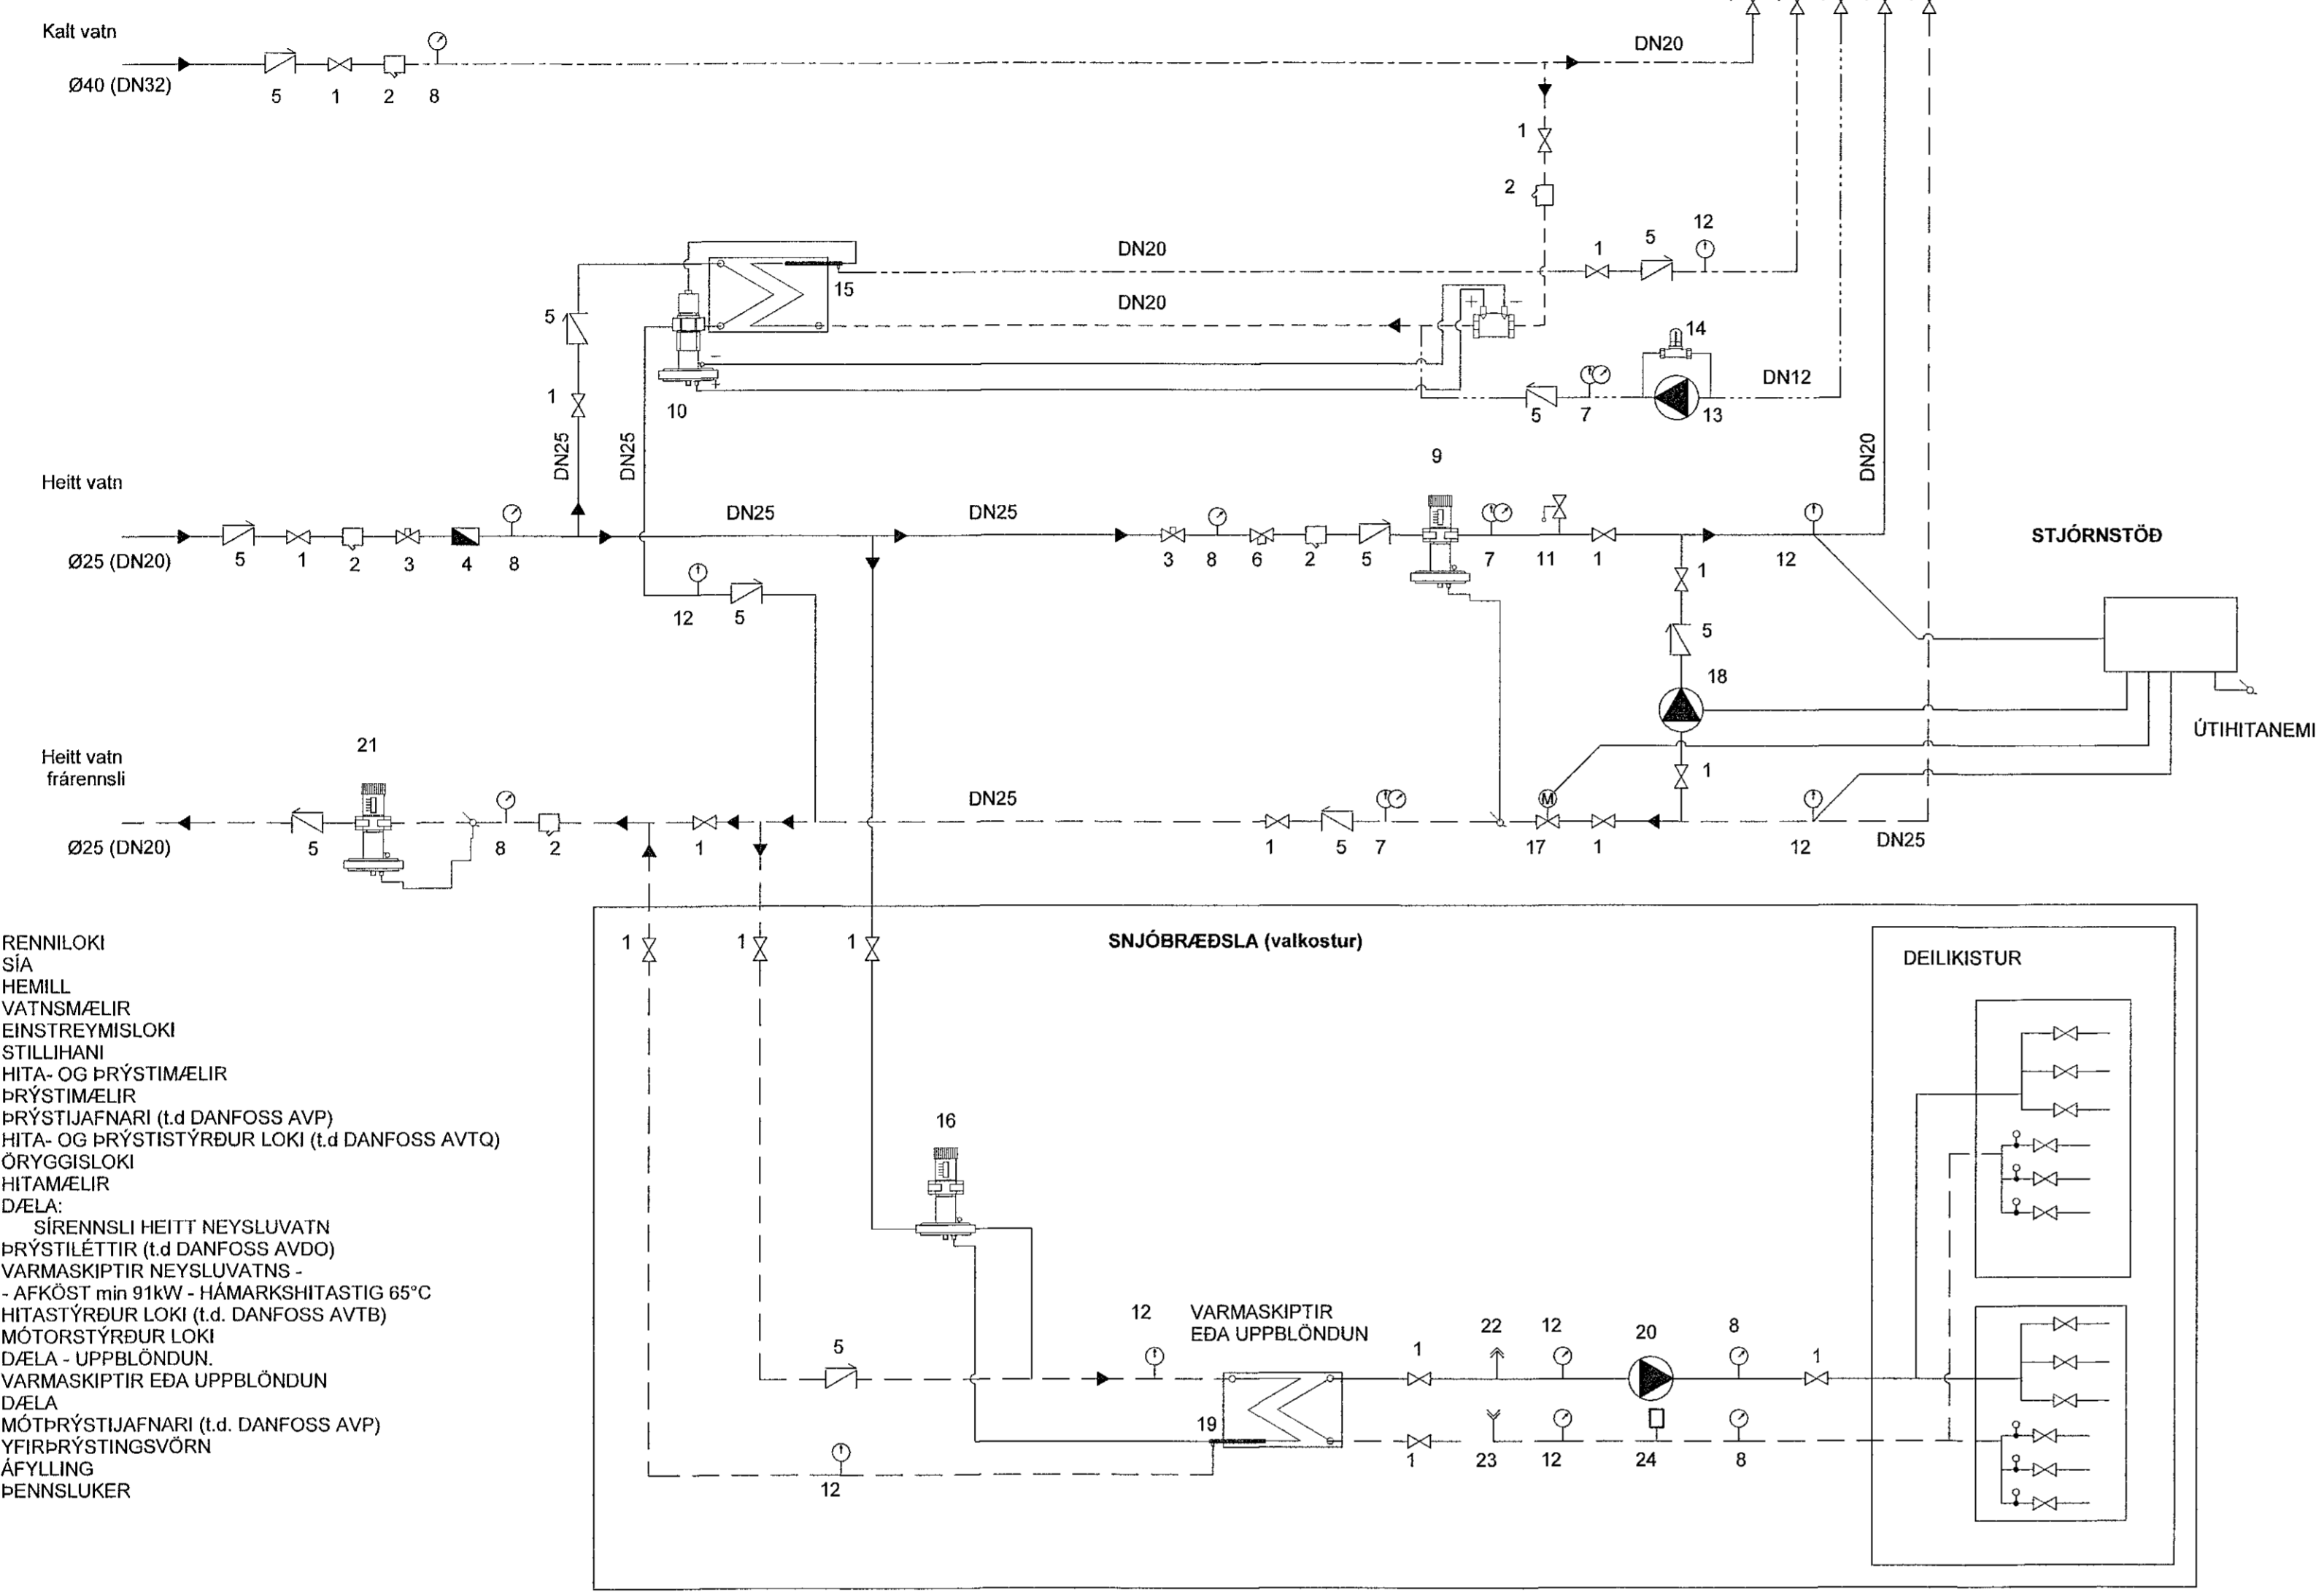 Kalt vatn
DN20
Ø40 (DN32)
5 1 2 8
1
2
12
DN20
1 5
15
5
DN20
+ −
14
− +
1
10
DN12
5 7 13
DN25
DN25
9
DN20
Heitt vatn
DN25
DN25
STJÓRNSTÖÐ
Ø25 (DN20)
5 1 2 3 4 8
3 8 6 2 5 7 11 1 12
1
12 5
5
18
ÚTIHITANEMI
21
Heitt vatn
frárennsli
1
DN25
M
Ø25 (DN20)
5 8 2 1
1 5 7 17 1 12
DN25
RENNILOKI
SÍA
HEMILL
VATNSMÆLIR
EINSTREYMISLOKI
STILLIHANI
HITA- OG ÞRÝSTIMÆLIR
ÞRÝSTIMÆLIR
ÞRÝSTIJAFNARI (t.d DANFOSS AVP)
HITA- OG ÞRÝSTISTÝRÐUR LOKI (t.d DANFOSS AVTQ)
ÖRYGGISLOKI
HITAMÆLIR
DÆLA:
SÍRENNSLI HEITT NEYSLUVATN
ÞRÝSTILÉTTIR (t.d DANFOSS AVDO)
VARMASKIPTIR NEYSLUVATNS -
- AFKÖST min 91kW - HÁMARKSHITASTIG 65°C
HITASTÝRÐUR LOKI (t.d. DANFOSS AVTB)
MÓTORSTÝRÐUR LOKI
DÆLA - UPPBLÖNDUN.
VARMASKIPTIR EÐA UPPBLÖNDUN
DÆLA
MÓTÞRÝSTIJAFNARI (t.d. DANFOSS AVP)
YFIRÞRÝSTINGSVÖRN
ÁFYLLING
ÞENNSLUKER
1 1 1
SNJÓBRÆÐSLA (valkostur)
DEILIKISTUR
16
12
VARMASKIPTIR
EÐA UPPBLÖNDUN
5
1 22 12 20 8 1
19
12
1 23 12 24 8